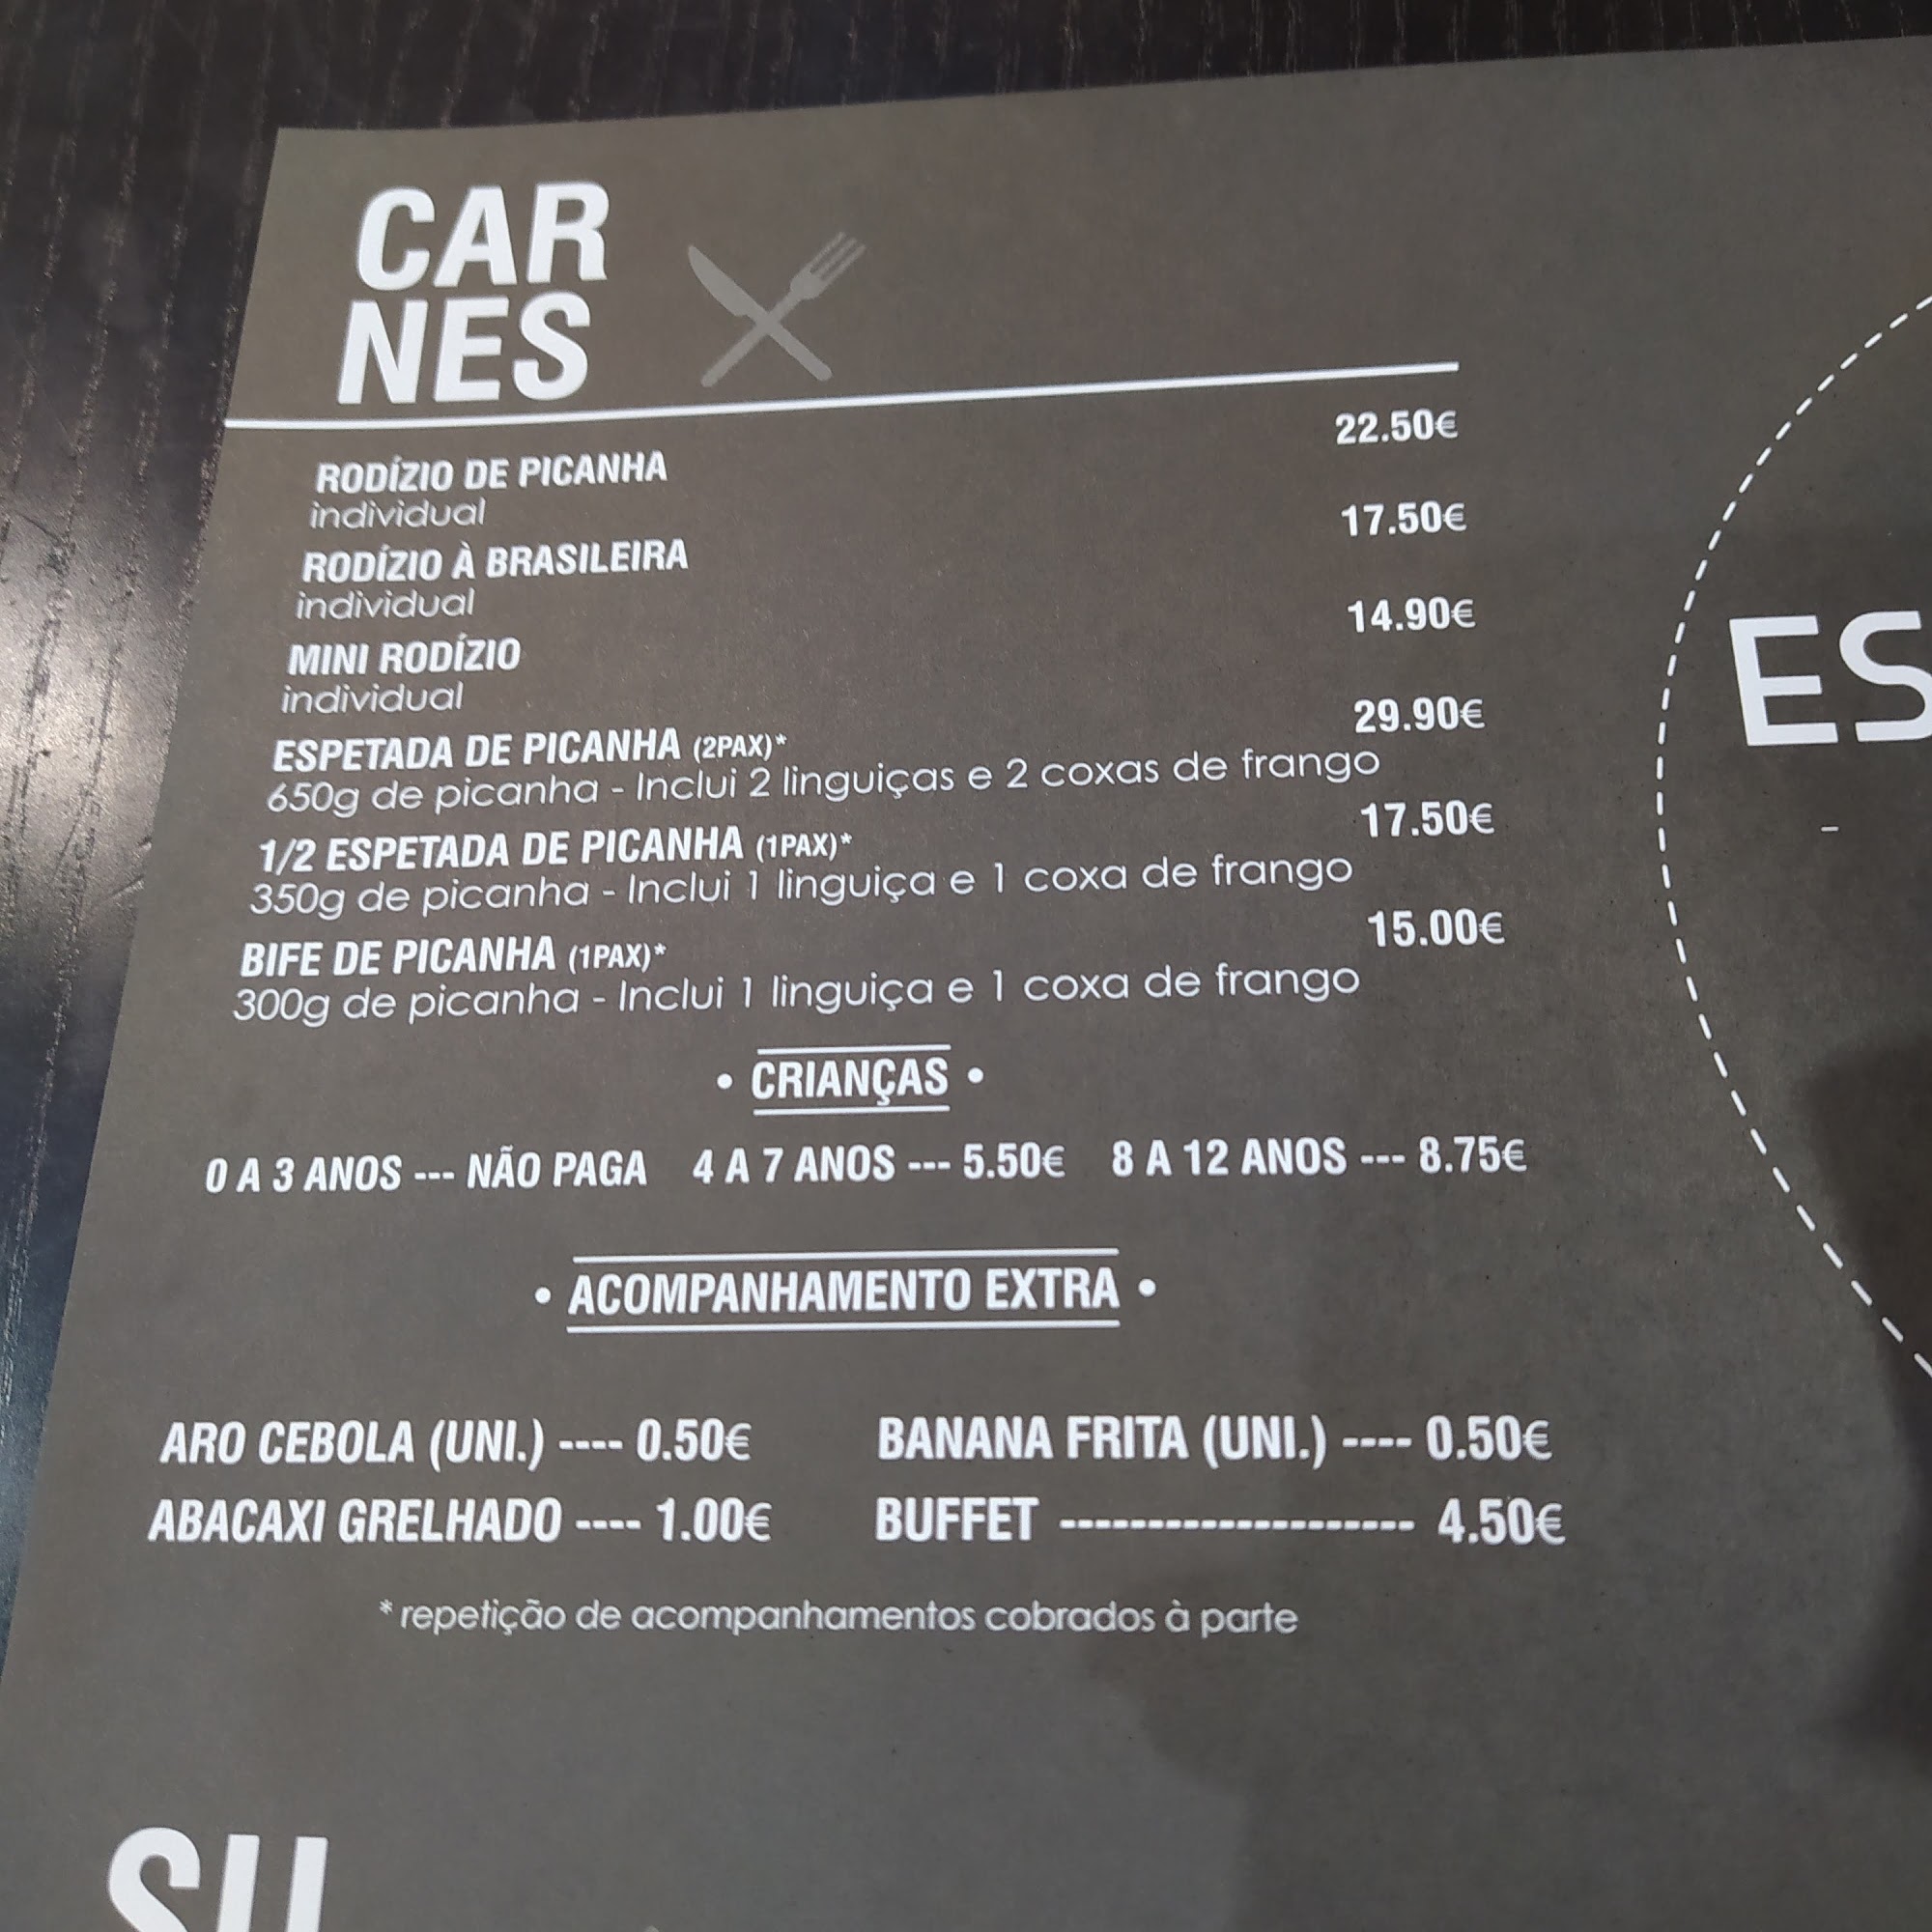 CAR
NES
RODÍZIO DE PICANHA 22.50€
individual
RODÍZIO À BRASILEIRA 17.50€
individual
MINI RODÍZIO 14.90€
individual
ESPETADA DE PICANHA (2PAX)* 29.90€
650g de picanha - Inclui 2 linguiças e 2 coxas de frango
1/2 ESPETADA DE PICANHA (1PAX)* 17.50€
350g de picanha - Inclui 1 linguiça e 1 coxa de frango
BIFE DE PICANHA (1PAX)* 15.00€
300g de picanha - Inclui 1 linguiça e 1 coxa de frango
• CRIANÇAS •
0 A 3 ANOS --- NÃO PAGA 4 A 7 ANOS --- 5.50€ 8 A 12 ANOS --- 8.75€
• ACOMPANHAMENTO EXTRA •
ARO CEBOLA (UNI.) ---- 0.50€ BANANA FRITA (UNI.) ---- 0.50€
ABACAXI GRELHADO ---- 1.00€ BUFFET -------------------- 4.50€
* repetição de acompanhamentos cobrados à parte
ES